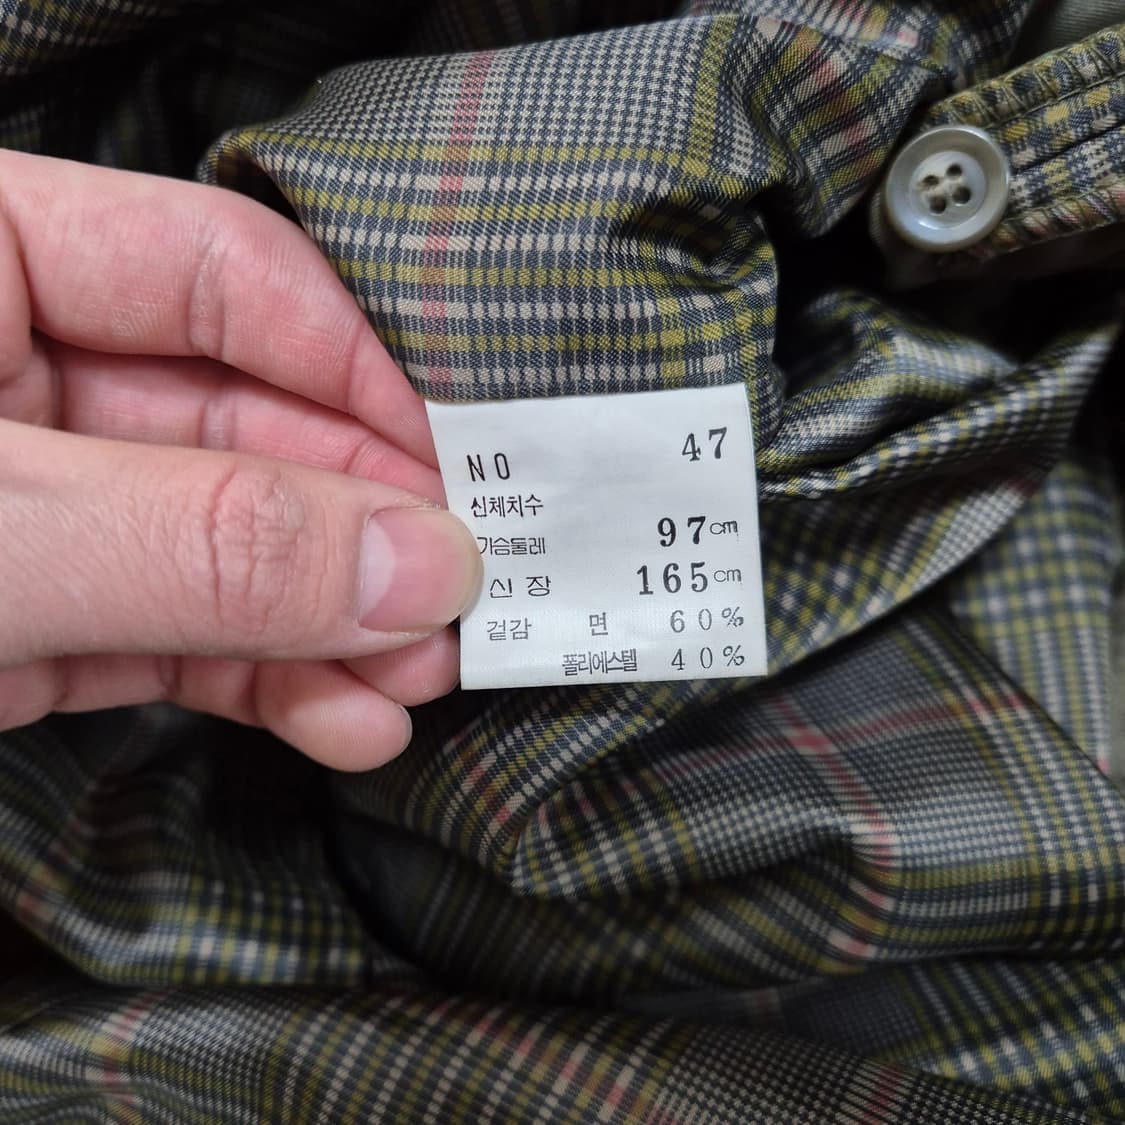 NO 47
신체치수
가슴둘레 97cm
신장 165cm
겉감 면 60%
폴리에스텔 40%